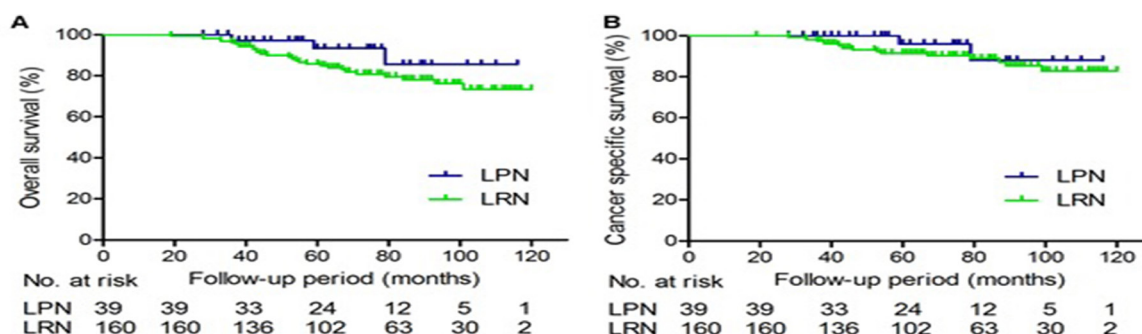 A
Overall survival (%)
100
80
60
40
20
0
LPN
LRN
0 20 40 60 80 100 120
No. at risk Follow-up period (months)
LPN 39 39 33 24 12 5 1
LRN 160 160 136 102 63 30 2
B
Cancer specific survival (%)
100
80
60
40
20
0
LPN
LRN
0 20 40 60 80 100 120
No. at risk Follow-up period (months)
LPN 39 39 33 24 12 5 1
LRN 160 160 136 102 63 30 2